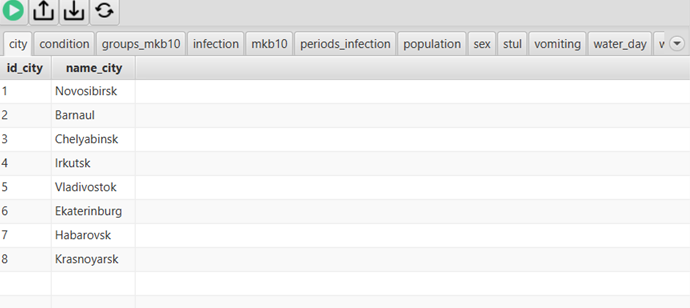 city condition groups_mkb10 infection mkb10 periods_infection population sex stul vomiting water_day
id_city name_city
1 Novosibirsk
2 Barnaul
3 Chelyabinsk
4 Irkutsk
5 Vladivostok
6 Ekaterinburg
7 Habarovsk
8 Krasnoyarsk